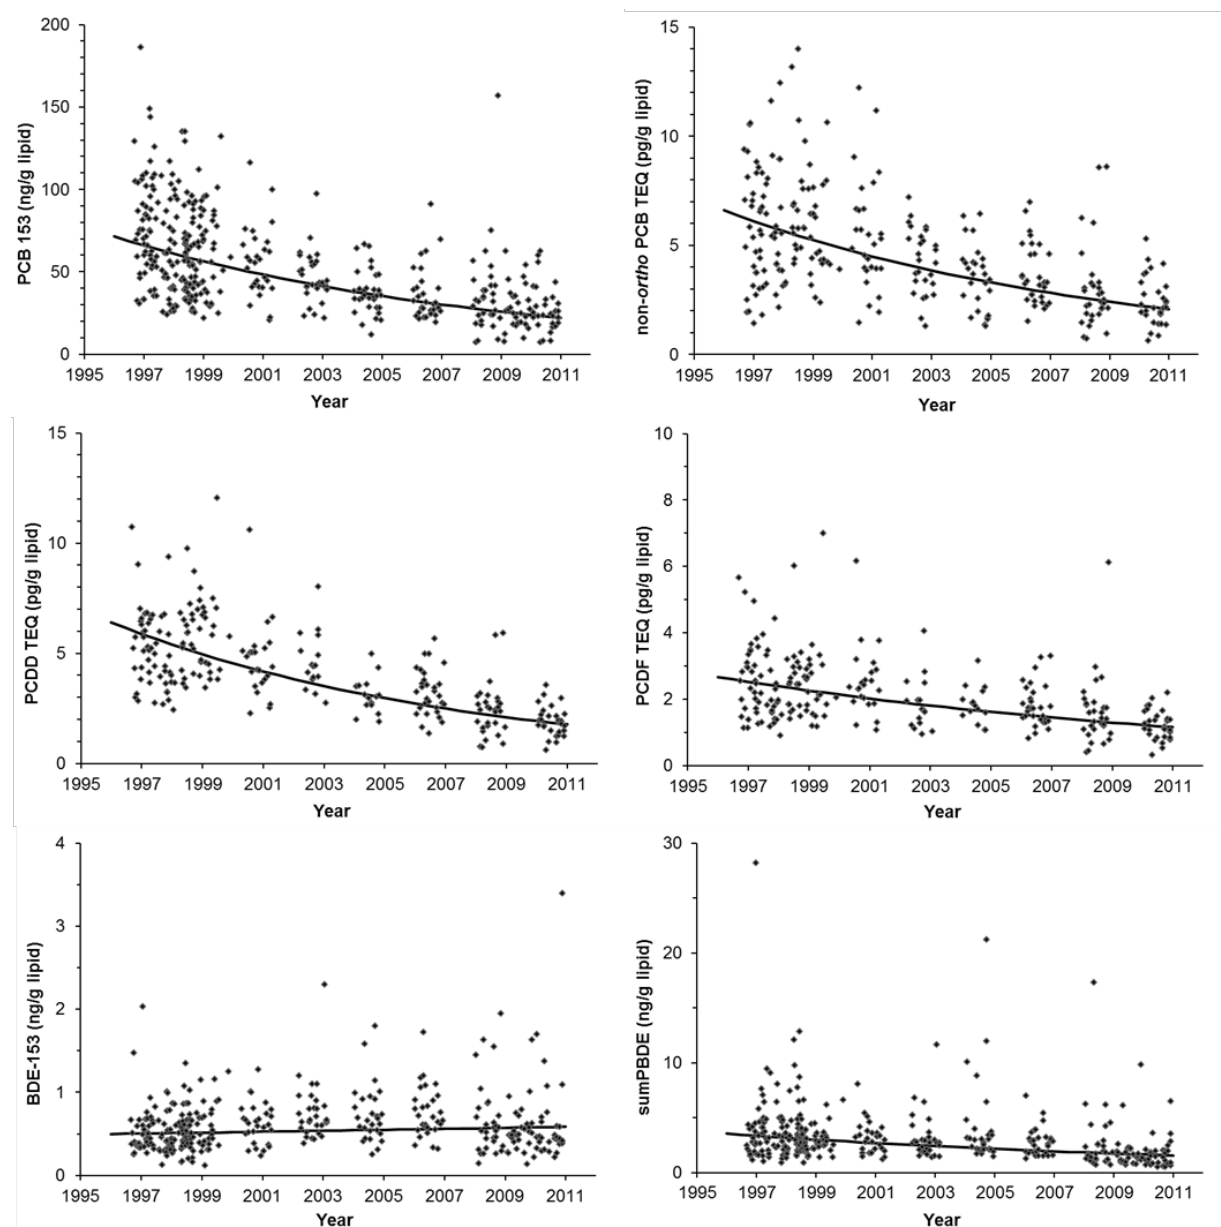 200
150
100
50
0
PCB 153 (ng/g lipid)
1995 1997 1999 2001 2003 2005 2007 2009 2011
Year
15
10
5
0
non-ortho PCB TEQ (pg/g lipid)
1995 1997 1999 2001 2003 2005 2007 2009 2011
Year
15
10
5
0
PCDD TEQ (pg/g lipid)
1995 1997 1999 2001 2003 2005 2007 2009 2011
Year
10
8
6
4
2
0
PCDF TEQ (pg/g lipid)
1995 1997 1999 2001 2003 2005 2007 2009 2011
Year
4
3
2
1
0
BDE-153 (ng/g lipid)
1995 1997 1999 2001 2003 2005 2007 2009 2011
Year
30
20
10
0
sumPBDE (ng/g lipid)
1995 1997 1999 2001 2003 2005 2007 2009 2011
Year